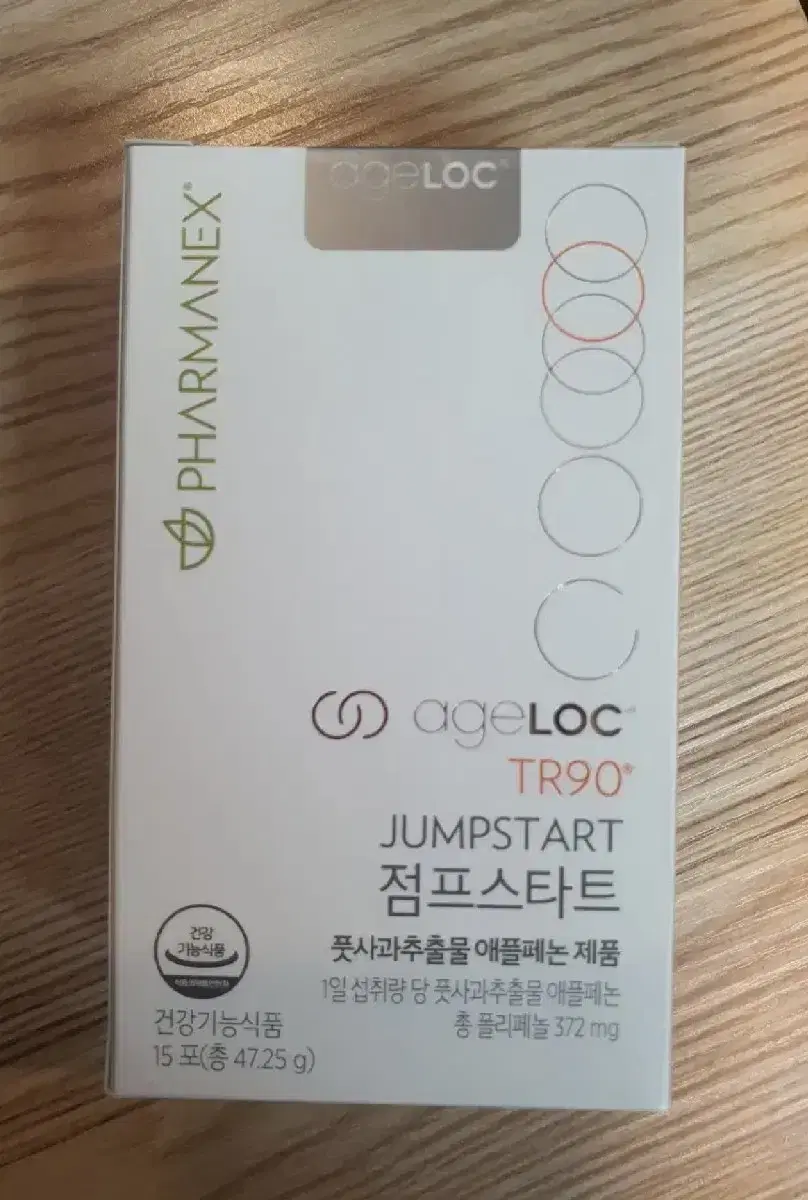 ageLOC®
PHARMANEX®
ageLOC
TR90®
JUMPSTART
점프스타트
풋사과추출물 애플페논 제품
1일 섭취량 당 풋사과추출물 애플페논
총 폴리페놀 372 mg
건강
기능식품
건강기능식품
15 포(총 47.25 g)